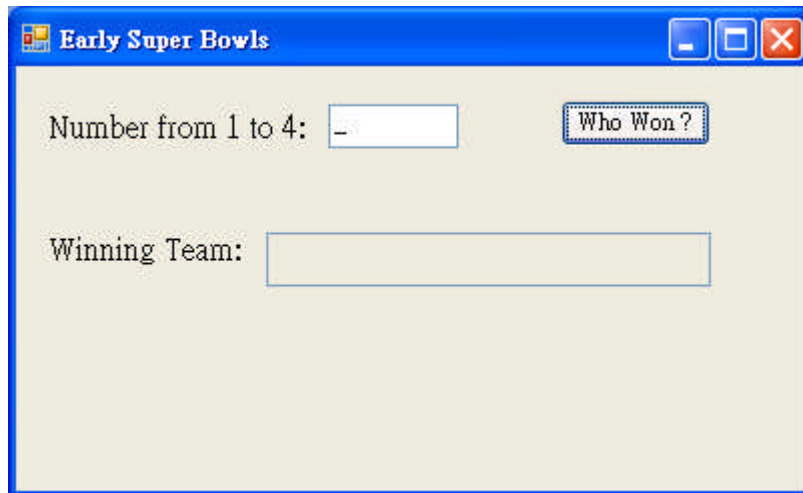 Early Super Bowls
Number from 1 to 4: _
Who Won?
Winning Team: